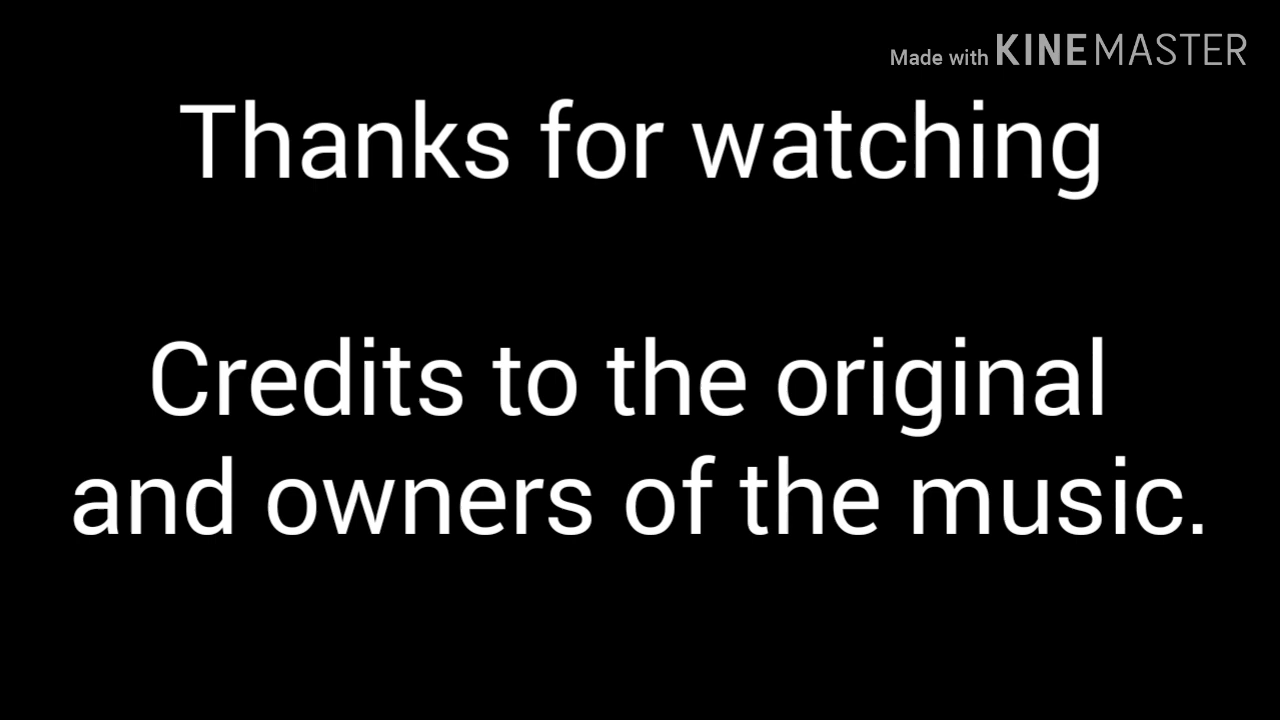 Made with KINEMASTER
Thanks for watching
Credits to the original
and owners of the music.